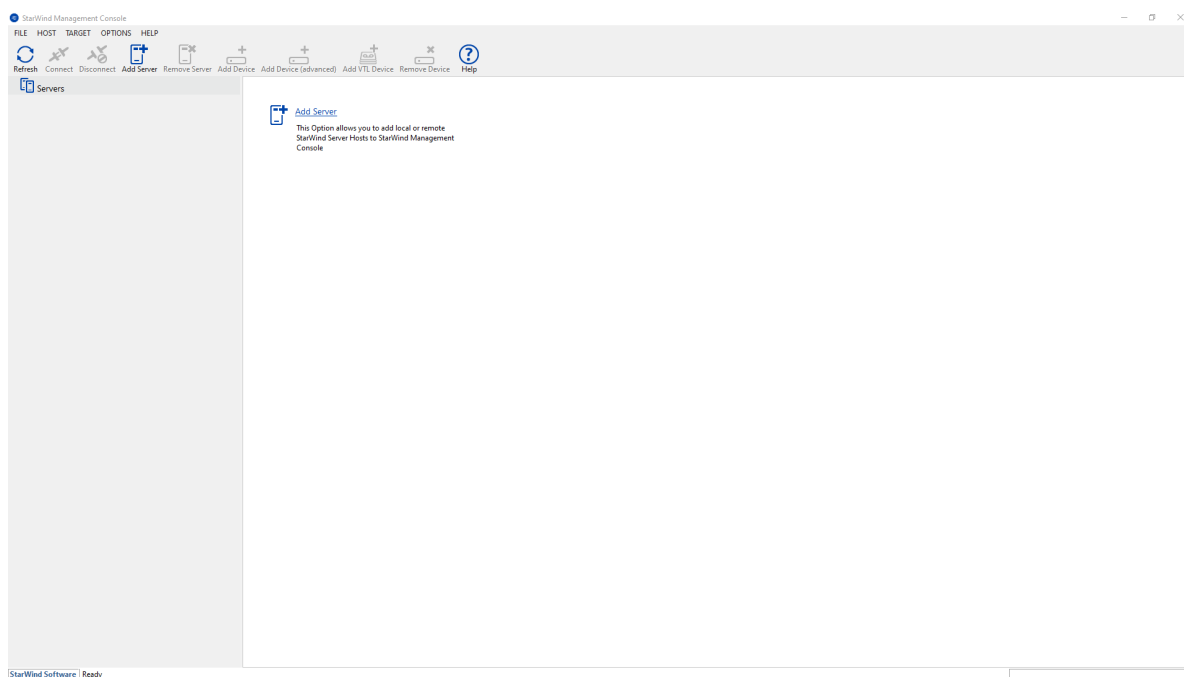 StarWind Management Console
FILE HOST TARGET OPTIONS HELP
Refresh Connect Disconnect Add Server Remove Server Add Device Add Device (advanced) Add VTL Device Remove Device Help
Servers
Add Server
This Option allows you to add local or remote
StarWind Server Hosts to StarWind Management
Console
StarWind Software Ready